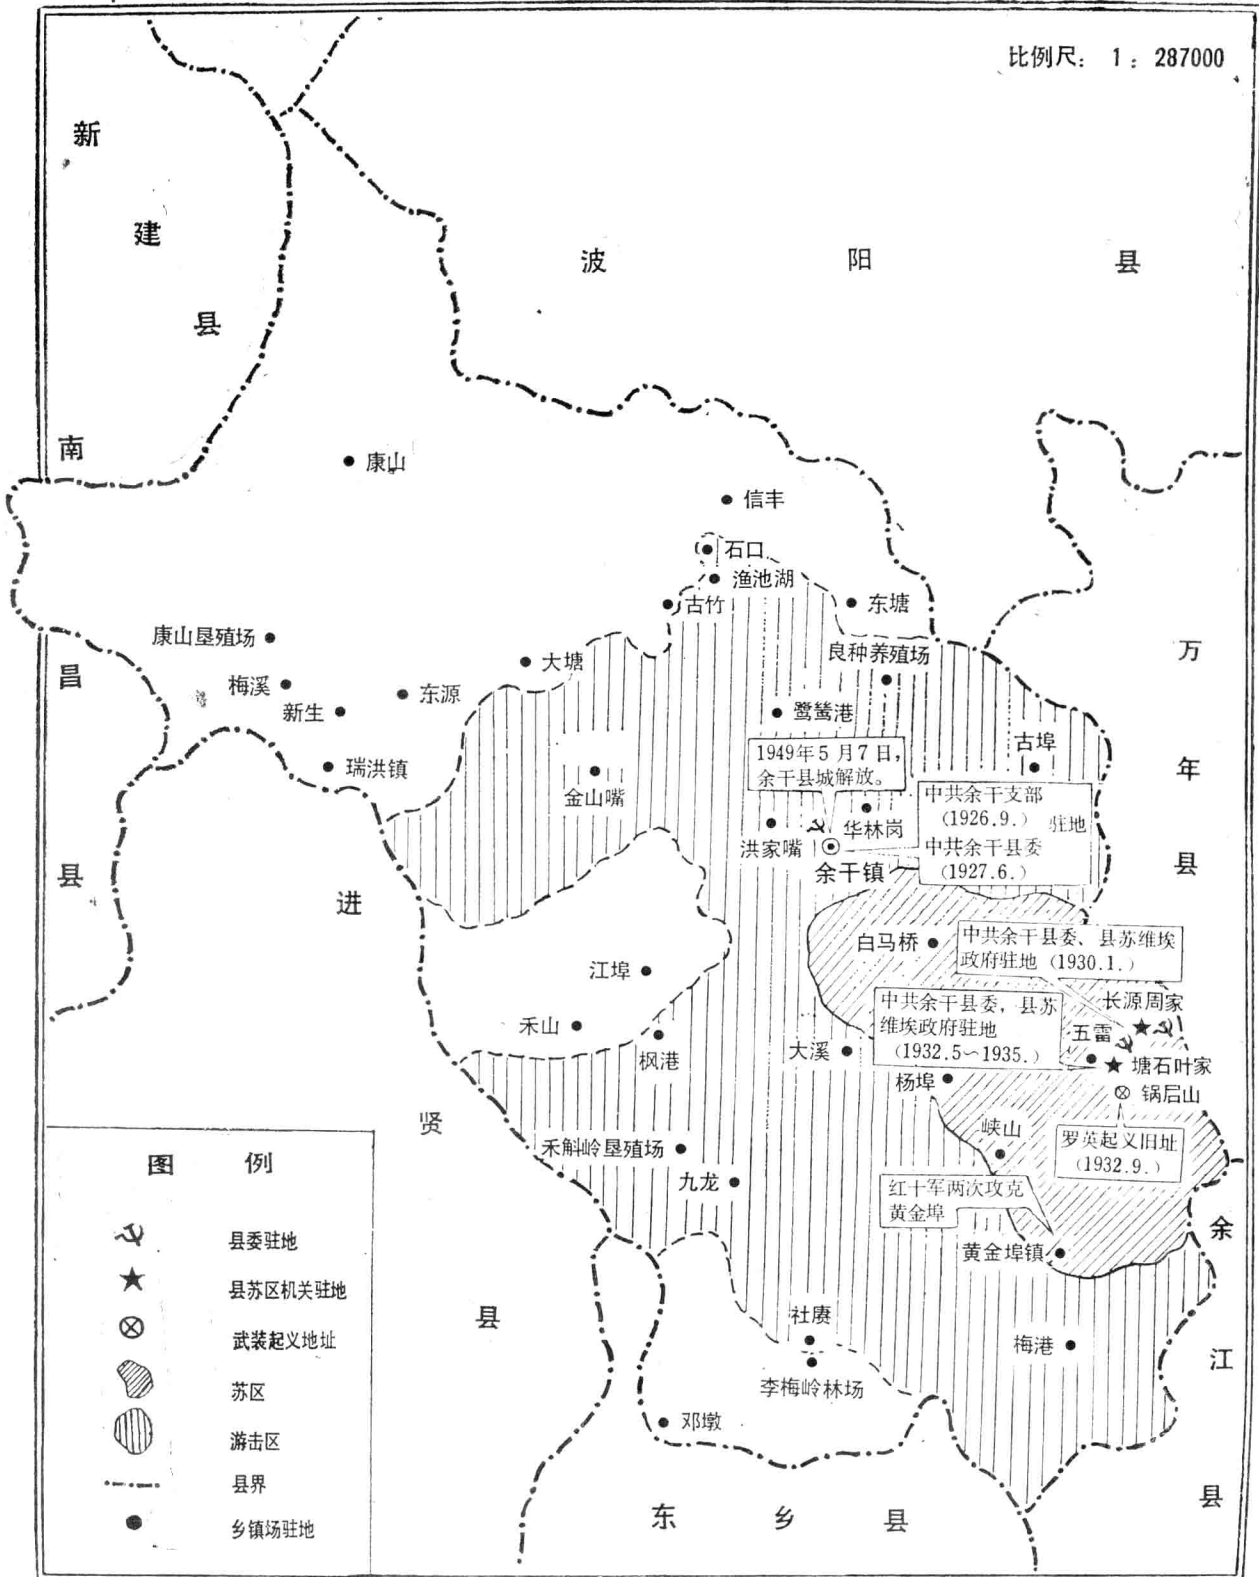 比例尺： 1：287000
新
建
县
波 阳 县
南
昌
县
康山
信丰
石口
渔池湖
古竹
东塘
康山垦殖场
大塘
良种养殖场
万
年
县
梅溪
东源
新生
鹭鸶港
瑞洪镇
1949年5月7日，
余干县城解放。
古埠
金山嘴
中共余干支部
（1926.9.）
驻地
中共余干县委
（1927.6.）
华林岗
洪家嘴
余干镇
进
贤
县
白马桥
中共余干县委、县苏维埃
政府驻地（1930.1.）
江埠
中共余干县委，县苏
维埃政府驻地
（1932.5～1935.）
长源周家
禾山
五雷
枫港
大溪
塘石叶家
杨埠
锅后山
峡山
罗英起义旧址
（1932.9.）
禾斛岭垦殖场
九龙
红十军两次攻克
黄金埠
黄金埠镇
余
江
县
社赓
梅港
李梅岭林场
邓墩
东 乡 县
图 例
县委驻地
县苏区机关驻地
武装起义地址
苏区
游击区
县界
乡镇场驻地